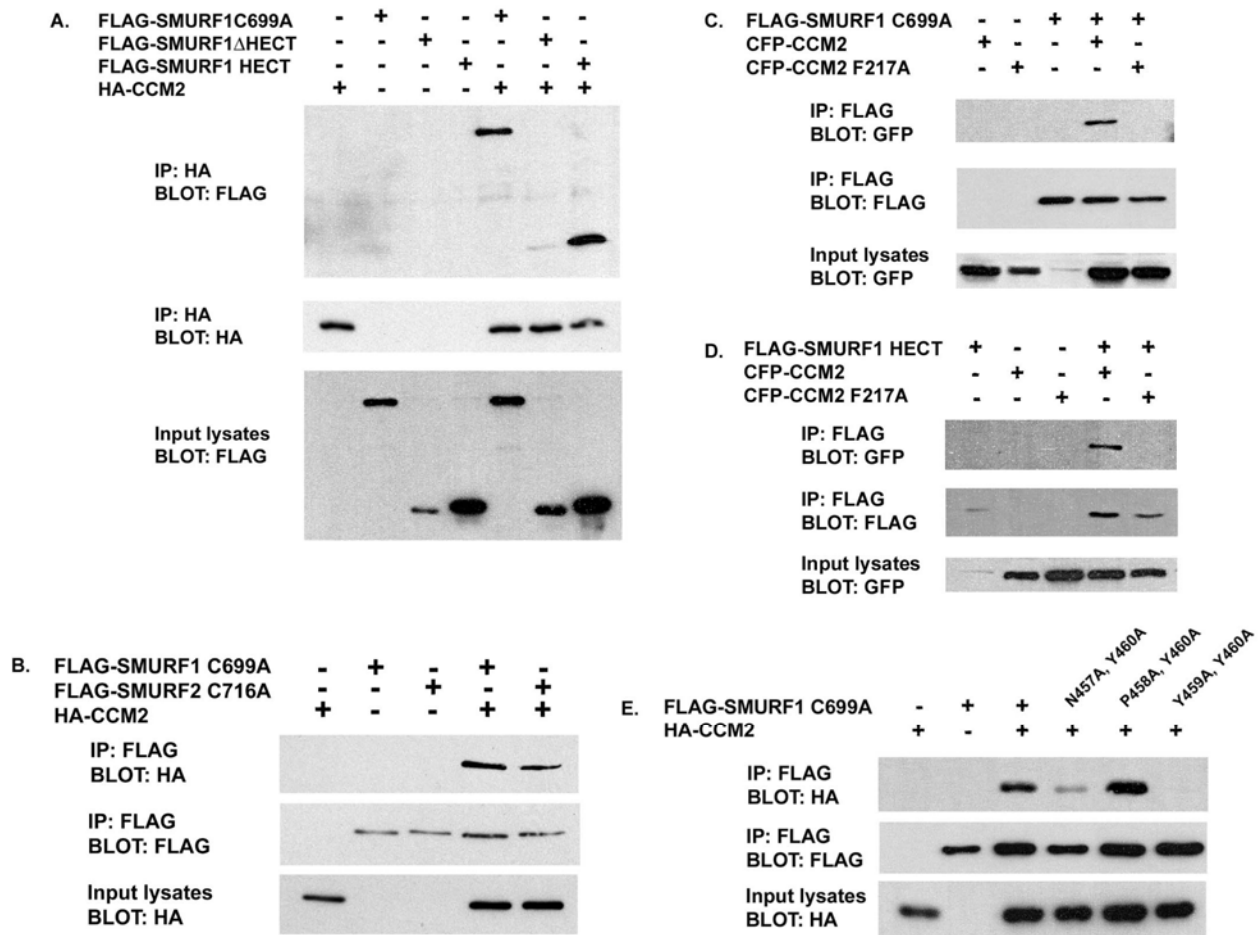 A.
FLAG-SMURF1C699A - + - - + - -
FLAG-SMURF1ΔHECT - - + - - + -
FLAG-SMURF1 HECT - - - + - - +
HA-CCM2 + - - - + + +
IP: HA
BLOT: FLAG
IP: HA
BLOT: HA
Input lysates
BLOT: FLAG
B.
FLAG-SMURF1 C699A - + - + -
FLAG-SMURF2 C716A - - + - +
HA-CCM2 + - - + +
IP: FLAG
BLOT: HA
IP: FLAG
BLOT: FLAG
Input lysates
BLOT: HA
C.
FLAG-SMURF1 C699A - - + + +
CFP-CCM2 + - - + -
CFP-CCM2 F217A - + - - +
IP: FLAG
BLOT: GFP
IP: FLAG
BLOT: FLAG
Input lysates
BLOT: GFP
D.
FLAG-SMURF1 HECT + - - + +
CFP-CCM2 - + - + -
CFP-CCM2 F217A - - + - +
IP: FLAG
BLOT: GFP
IP: FLAG
BLOT: FLAG
Input lysates
BLOT: GFP
E.
N457A, Y460A
P458A, Y460A
Y459A, Y460A
FLAG-SMURF1 C699A - + +
HA-CCM2 + - + + + +
IP: FLAG
BLOT: HA
IP: FLAG
BLOT: FLAG
Input lysates
BLOT: HA